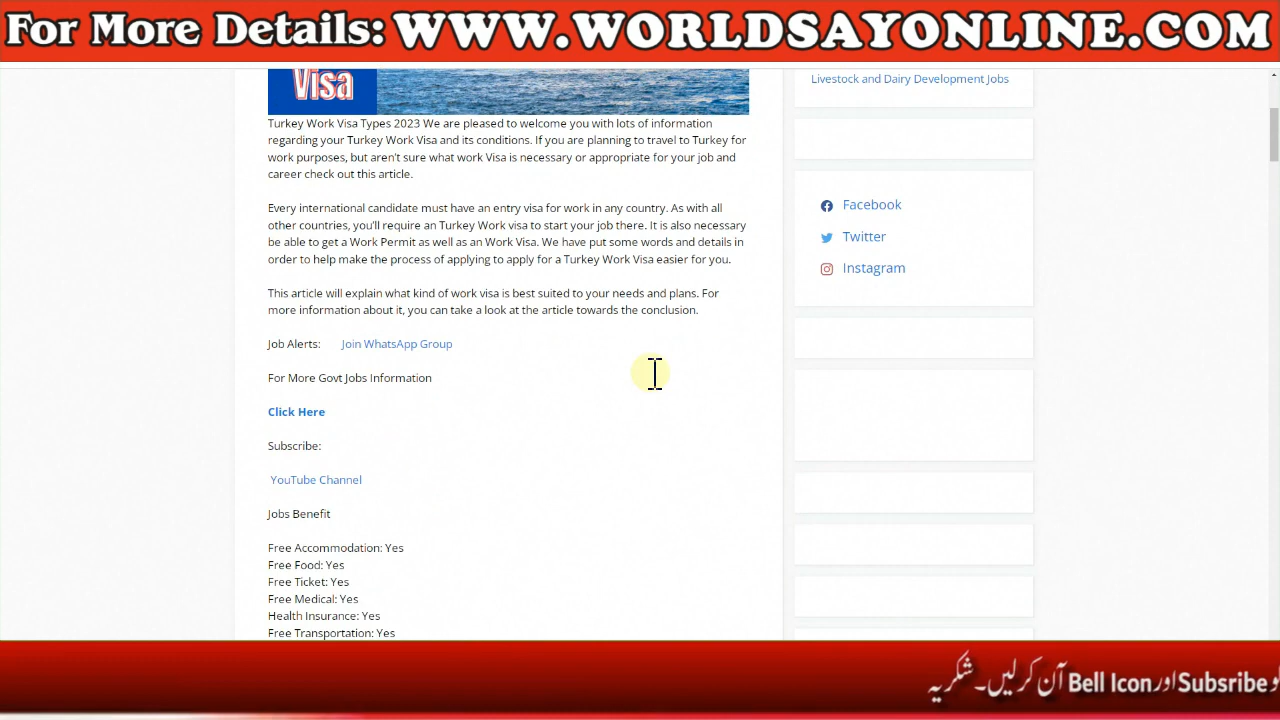 For More Details: WWW.WORLDSAYONLINE.COM
Visa
Turkey Work Visa Types 2023 We are pleased to welcome you with lots of information
regarding your Turkey Work Visa and its conditions. If you are planning to travel to Turkey for
work purposes, but aren't sure what work Visa is necessary or appropriate for your job and
career check out this article.
Every international candidate must have an entry visa for work in any country. As with all
other countries, you'll require an Turkey Work visa to start your job there. It is also necessary
be able to get a Work Permit as well as an Work Visa. We have put some words and details in
order to help make the process of applying to apply for a Turkey Work Visa easier for you.
This article will explain what kind of work visa is best suited to your needs and plans. For
more information about it, you can take a look at the article towards the conclusion.
Job Alerts: Join WhatsApp Group
For More Govt Jobs Information
Click Here
Subscribe:
YouTube Channel
Jobs Benefit
Free Accommodation: Yes
Free Food: Yes
Free Ticket: Yes
Free Medical: Yes
Health Insurance: Yes
Free Transportation: Yes
Livestock and Dairy Development Jobs
Facebook
Twitter
Instagram
کو Subsribe اور Bell Icon آن کرلیں۔ شکریہ